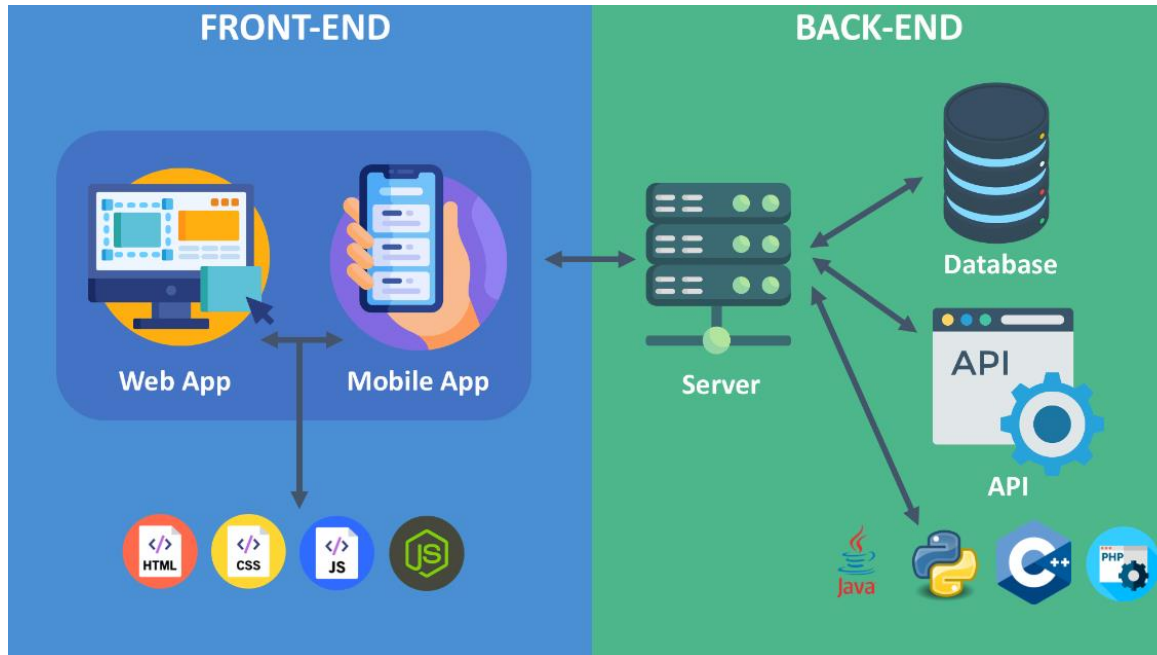 FRONT-END
Web App
Mobile App
HTML
CSS
JS
JS
BACK-END
Server
Database
API
API
Java
C++
PHP